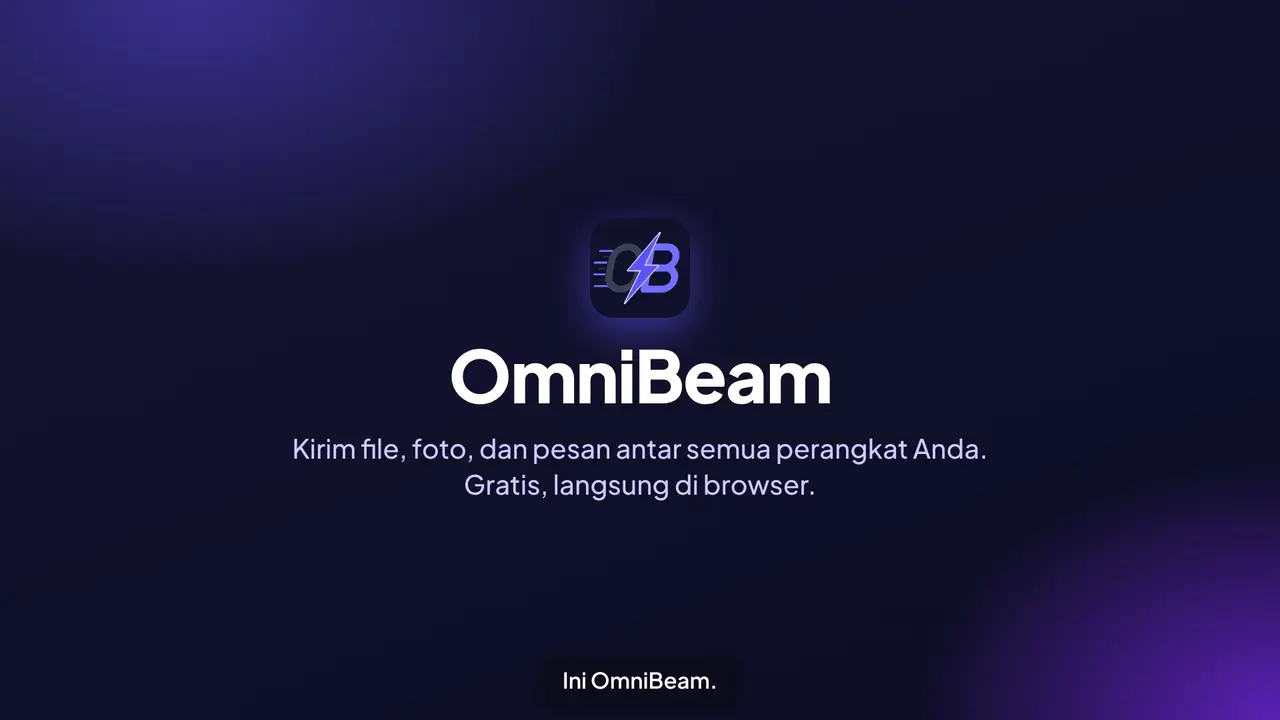 OB
OmniBeam
Kirim file, foto, dan pesan antar semua perangkat Anda.
Gratis, langsung di browser.
Ini OmniBeam.